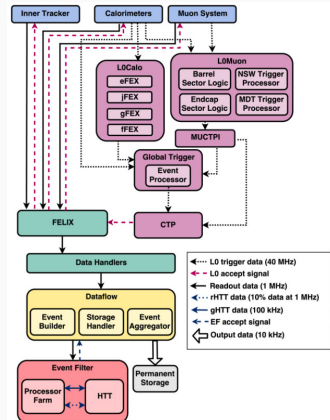 Inner Tracker
Calorimeters
Muon System
L0Calo
eFEX
jFEX
gFEX
fFEX
L0Muon
Barrel
Sector Logic
NSW Trigger
Processor
Endcap
Sector Logic
MDT Trigger
Processor
MUCTPI
Global Trigger
Event
Processor
FELIX
CTP
Data Handlers
Dataflow
Event
Builder
Storage
Handler
Event
Aggregator
Event Filter
Processor
Farm
HTT
Permanent
Storage
L0 trigger data (40 MHz)
L0 accept signal
Readout data (1 MHz)
rHTT data (10% data at 1 MHz)
gHTT data (100 kHz)
EF accept signal
Output data (10 kHz)